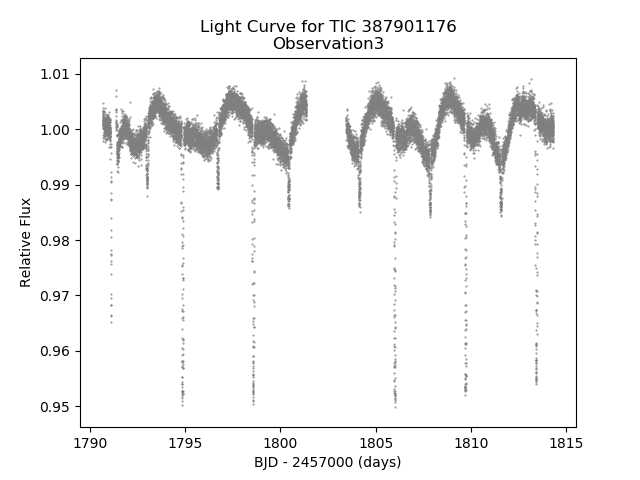 Light Curve for TIC 387901176
Observation3
1.01
1.00
0.99
0.98
0.97
0.96
0.95
Relative Flux
1790 1795 1800 1805 1810 1815
BJD - 2457000 (days)